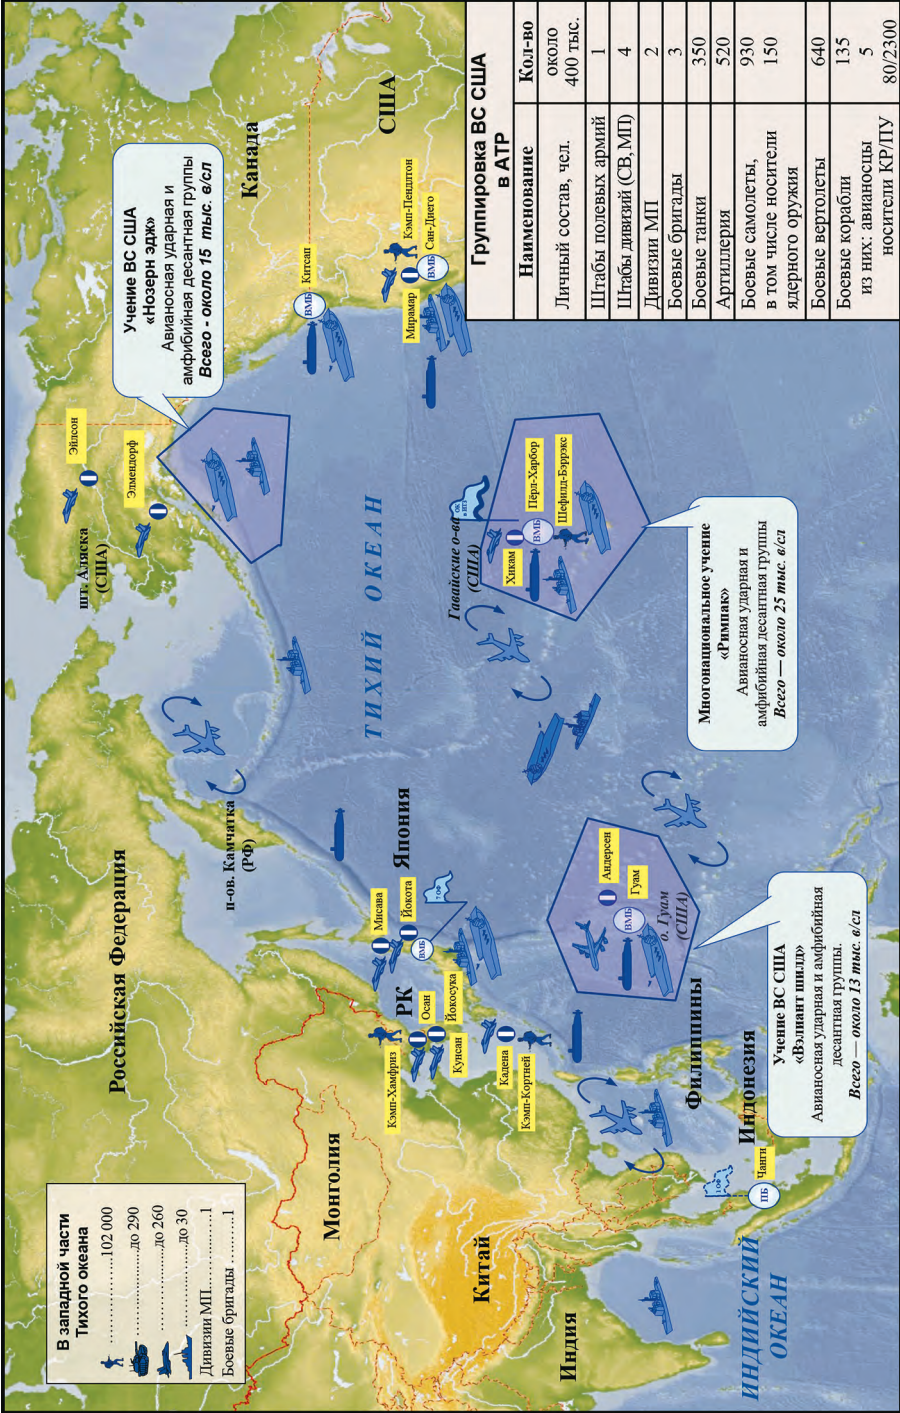 В западной части
Тихого океана
102 000
до 290
до 260
до 30
Дивизии МП 1
Боевые бригады 1
Российская Федерация
Монголия
Китай
Индия
ИНДИЙСКИЙ
ОКЕАН
ТИХИЙ ОКЕАН
п-ов. Камчатка
(РФ)
Япония
РК
Филиппины
Индонезия
шт. Аляска
(США)
Канада
США
Гавайские о-ва
(США)
о. Гуам
(США)
Эйлсон
Элмендорф
Китсап
ВМБ
Кэмп-Пендлтон
Сан-Диего
ВМБ
Мирамар
Пёрл-Харбор
ВМБ
Шефилд-Бэррэкс
Хикам
Мисава
Йокота
ВМБ
Осан
Йокосука
Кунсан
Кэмп-Хамфриз
Кадена
Кэмп-Кортней
Андерсен
Гуам
ВМБ
Чанги
ПБ
Учение ВС США
«Нозерн эдж»
Авианосная ударная и
амфибийная десантная группы
Всего - около 15 тыс. в/сл
Многонациональное учение
«Римпак»
Авианосная ударная и
амфибийная десантная группы
Всего — около 25 тыс. в/сл
Учение ВС США
«Вэлиант шилд»
Авианосная ударная и амфибийная
десантная группы.
Всего — около 13 тыс. в/сл
Группировка ВС США
в АТР
Наименование Кол-во
Личный состав, чел. около
400 тыс.
Штабы полевых армий 1
Штабы дивизий (СВ, МП) 4
Дивизии МП 2
Боевые бригады 3
Боевые танки 350
Артиллерия 520
Боевые самолеты, 930
в том числе носители 150
ядерного оружия
Боевые вертолеты 640
Боевые корабли 135
из них: авианосцы 5
носители КР/ПУ 80/2300